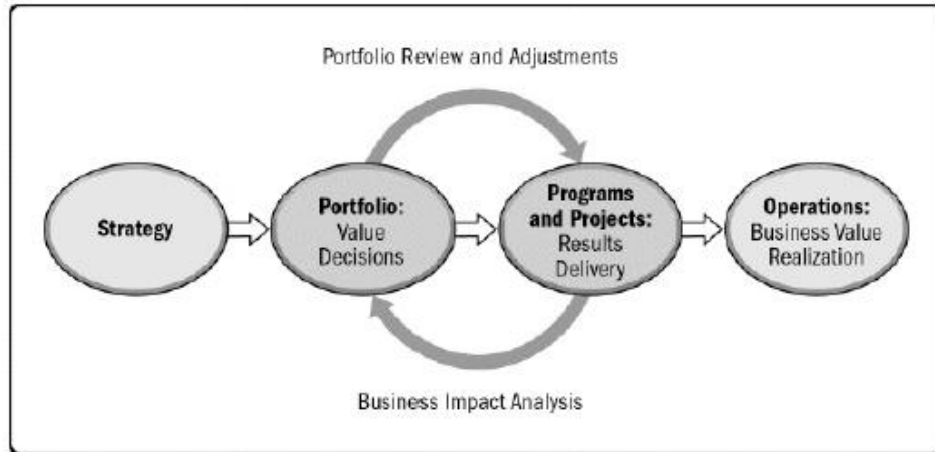 Portfolio Review and Adjustments
Strategy
Portfolio:
Value
Decisions
Programs
and Projects:
Results
Delivery
Operations:
Business Value
Realization
Business Impact Analysis